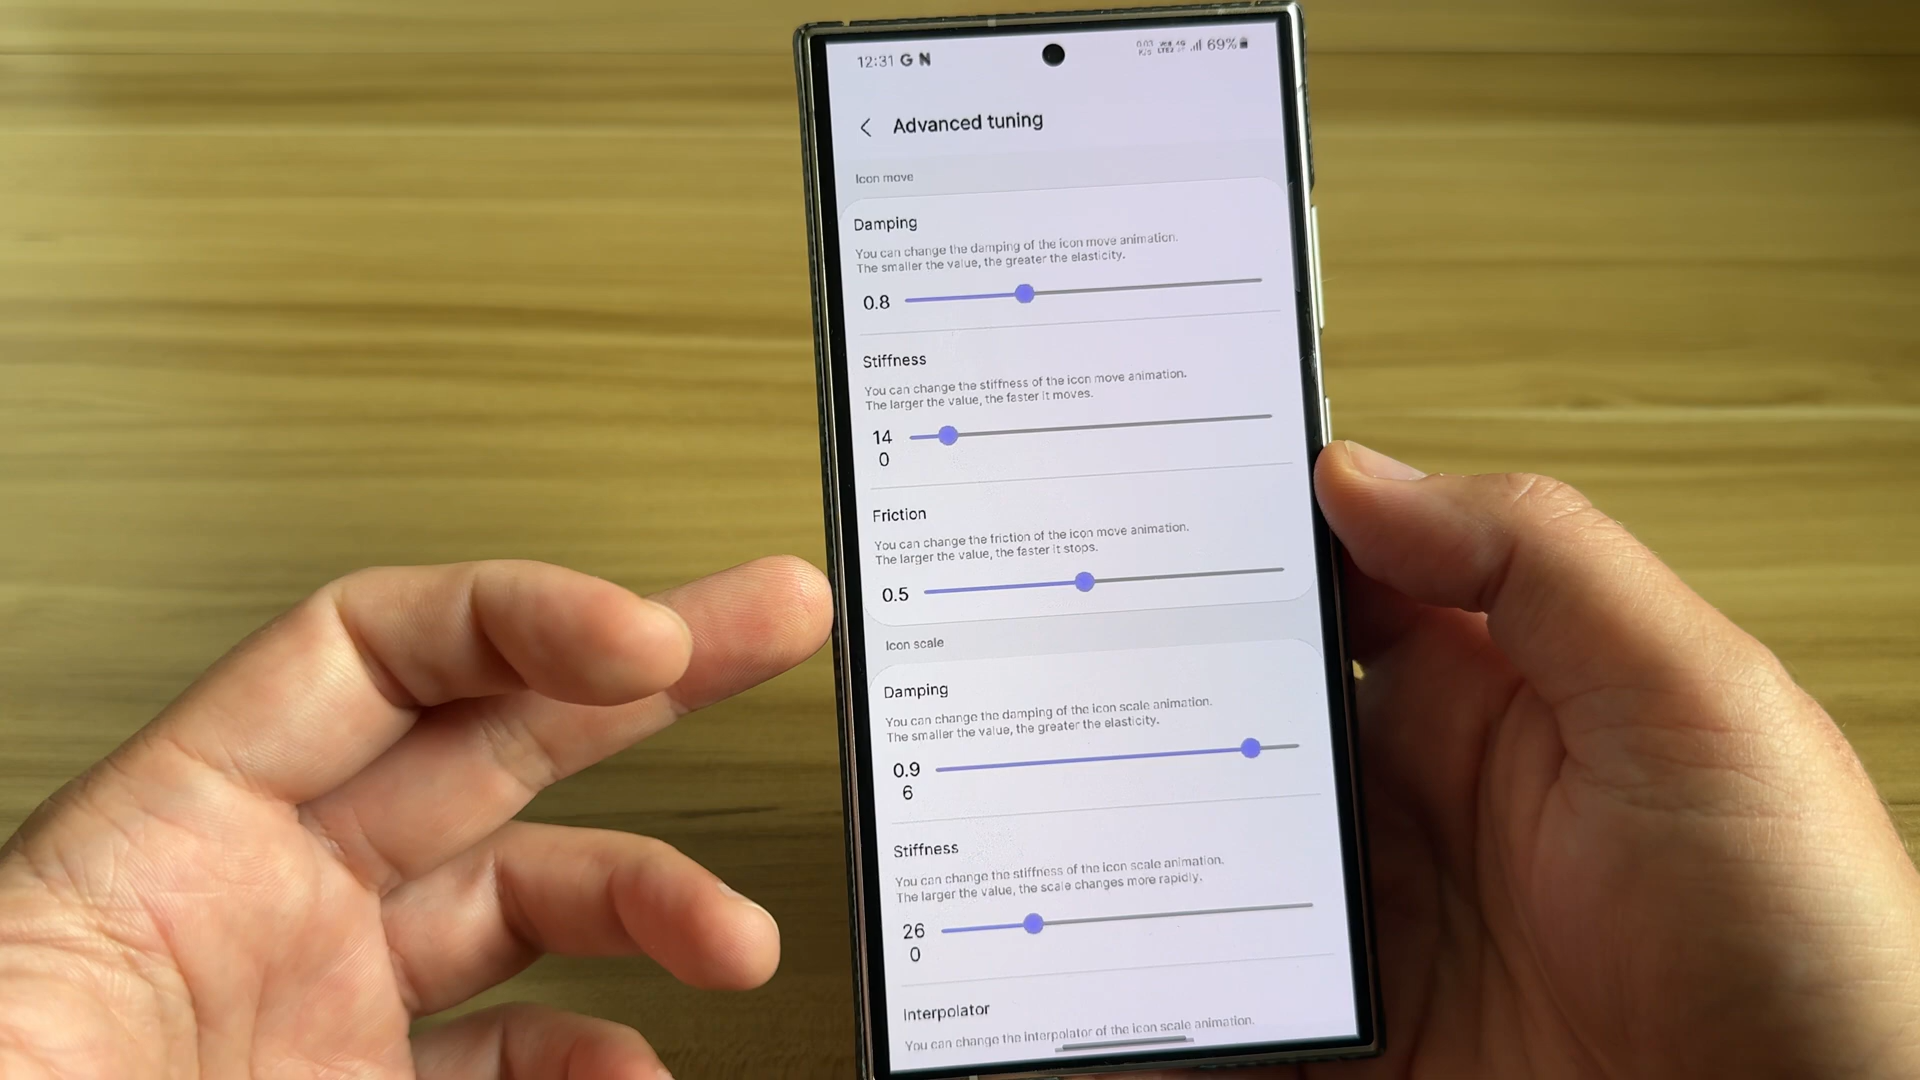 12:31 G N 69%
Advanced tuning
Icon move
Damping
You can change the damping of the icon move animation.
The smaller the value, the greater the elasticity.
0.8
Stiffness
You can change the stiffness of the icon move animation.
The larger the value, the faster it moves.
14
0
Friction
You can change the friction of the icon move animation.
The larger the value, the faster it stops.
0.5
Icon scale
Damping
You can change the damping of the icon scale animation.
The smaller the value, the greater the elasticity.
0.9
6
Stiffness
You can change the stiffness of the icon scale animation.
The larger the value, the scale changes more rapidly.
26
0
Interpolator
You can change the interpolator of the icon scale animation.